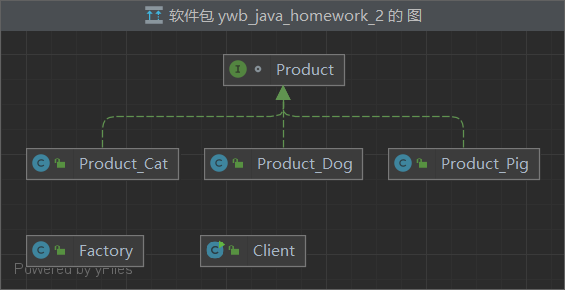 软件包 ywb_java_homework_2 的 图
I Product
C Product_Cat C Product_Dog C Product_Pig
C Factory C Client
Powered by yFiles